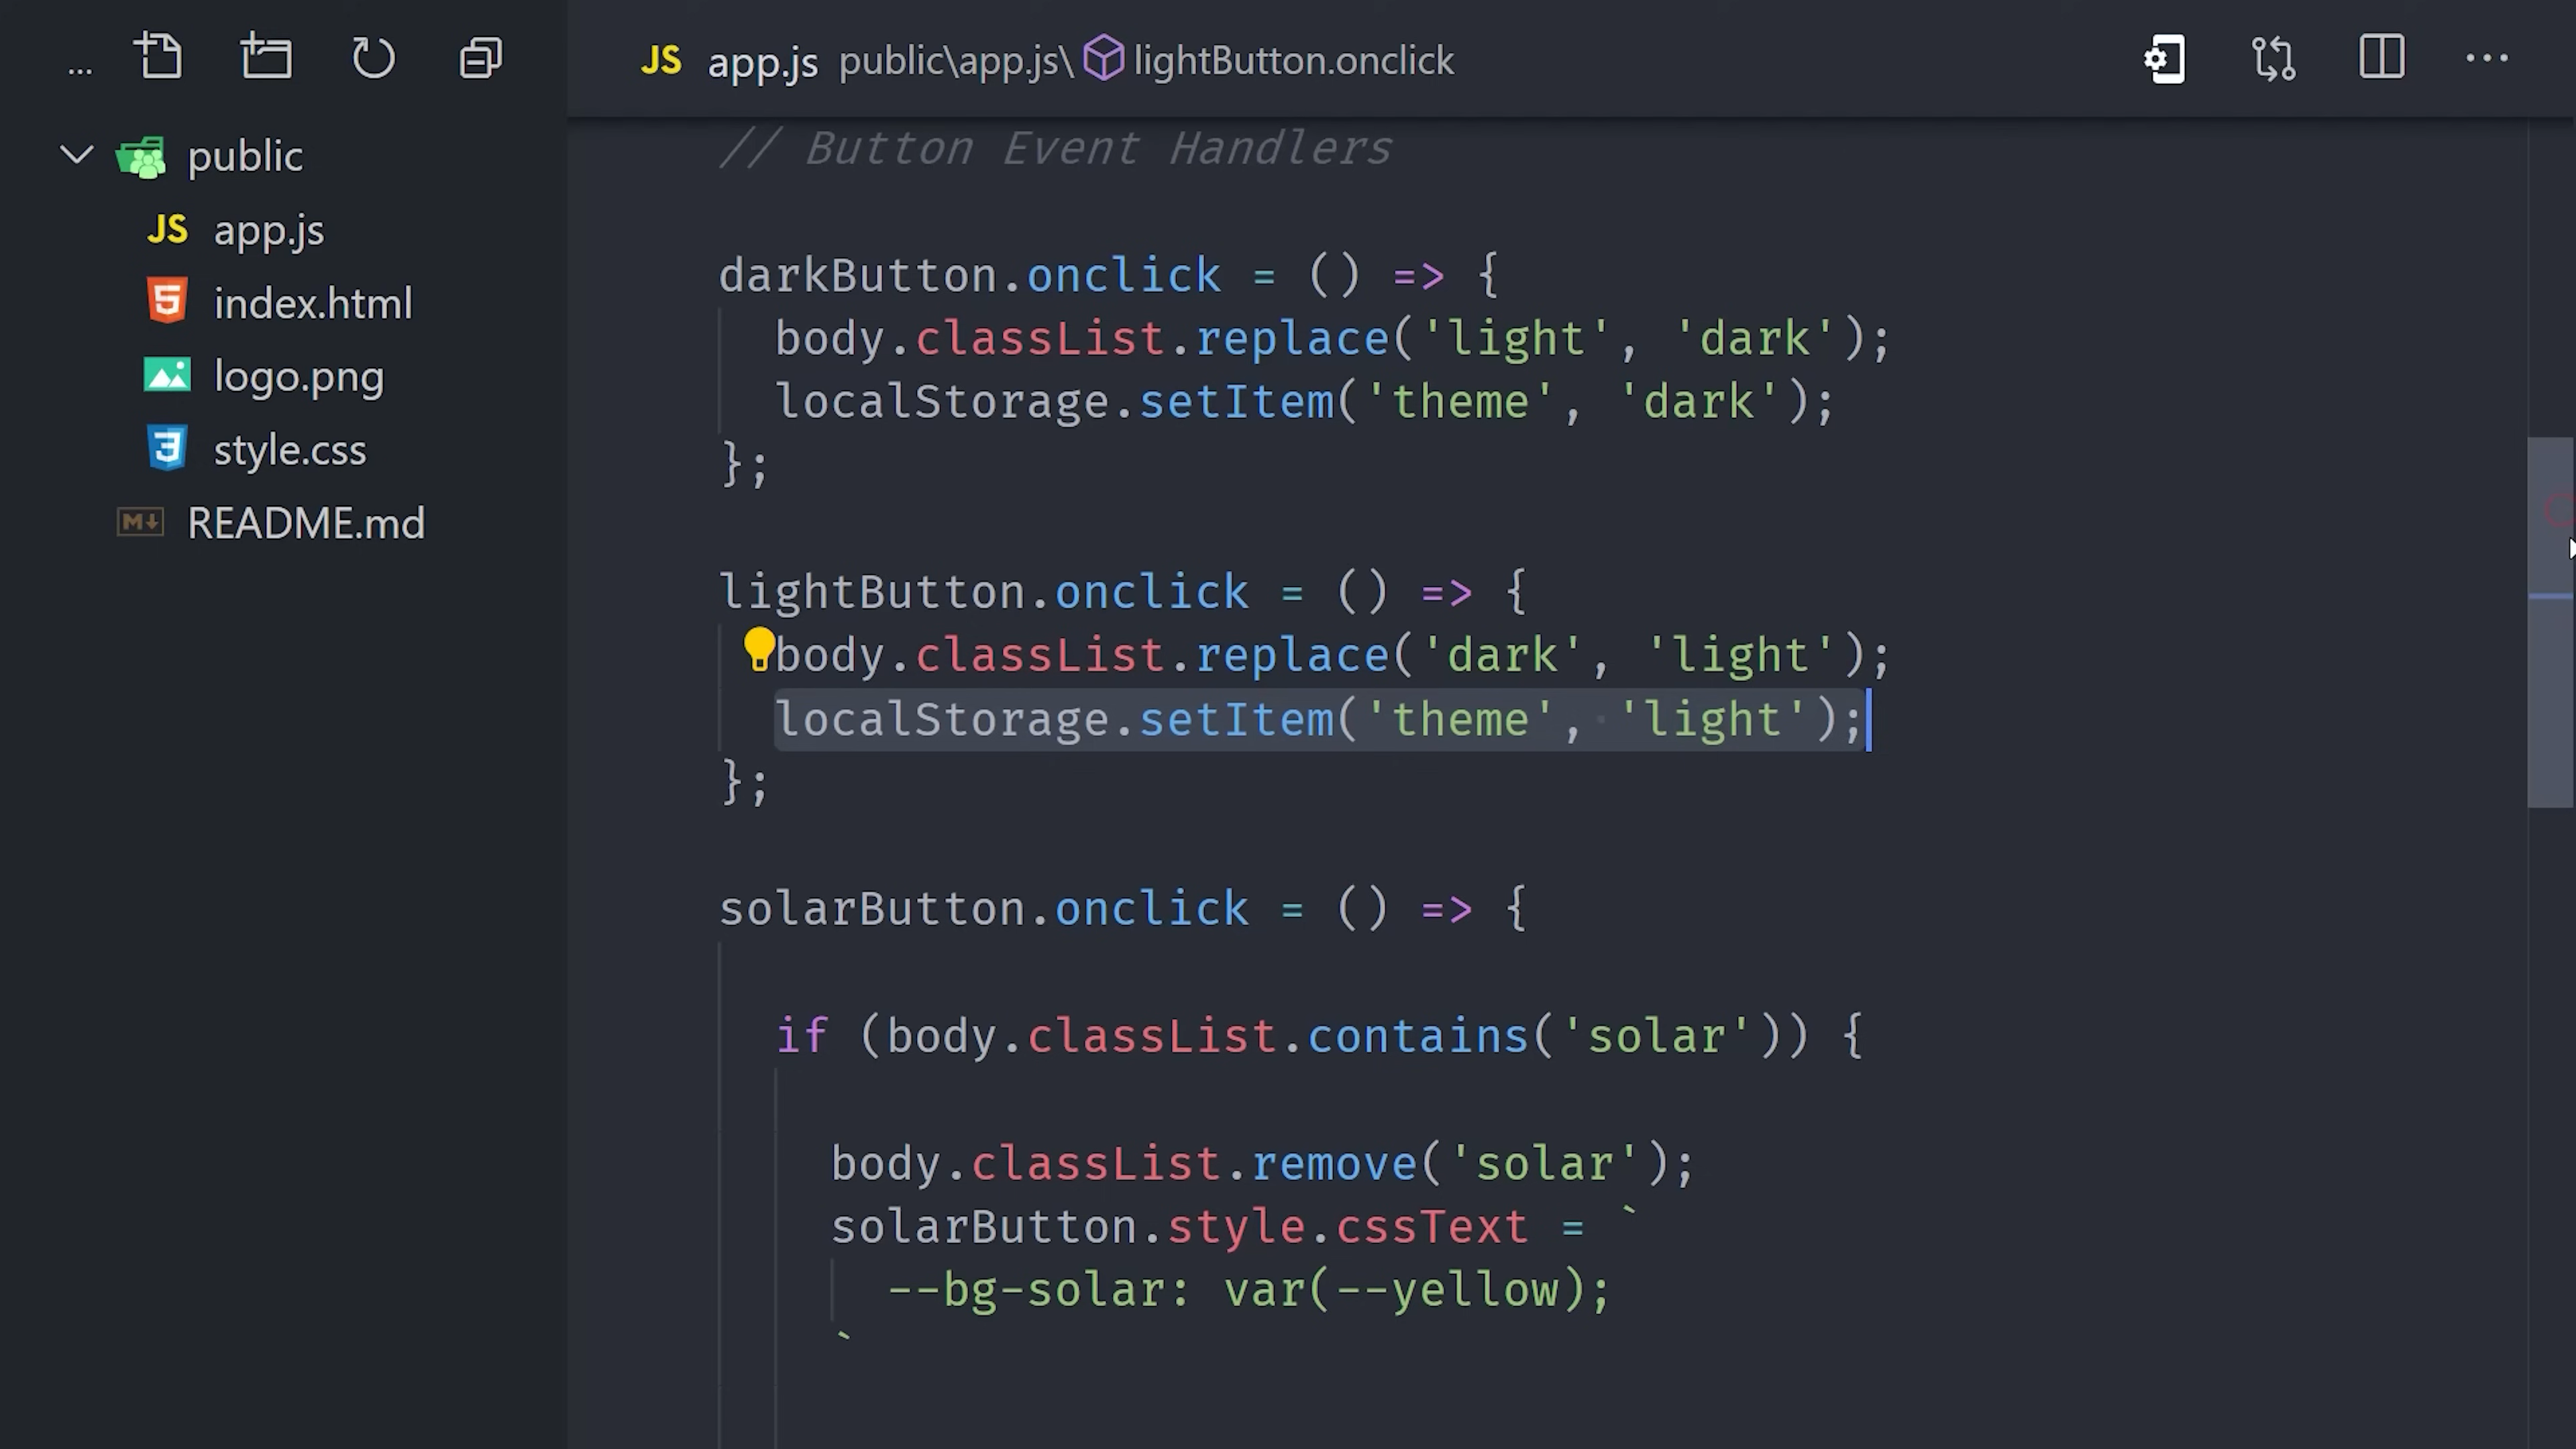 ...
JS app.js public\app.js\ lightButton.onclick
public
JS app.js
index.html
logo.png
style.css
README.md
// Button Event Handlers
darkButton.onclick = () => {
body.classList.replace('light', 'dark');
localStorage.setItem('theme', 'dark');
};
lightButton.onclick = () => {
body.classList.replace('dark', 'light');
localStorage.setItem('theme', 'light');
};
solarButton.onclick = () => {
if (body.classList.contains('solar')) {
body.classList.remove('solar');
solarButton.style.cssText = `
--bg-solar: var(--yellow);
`